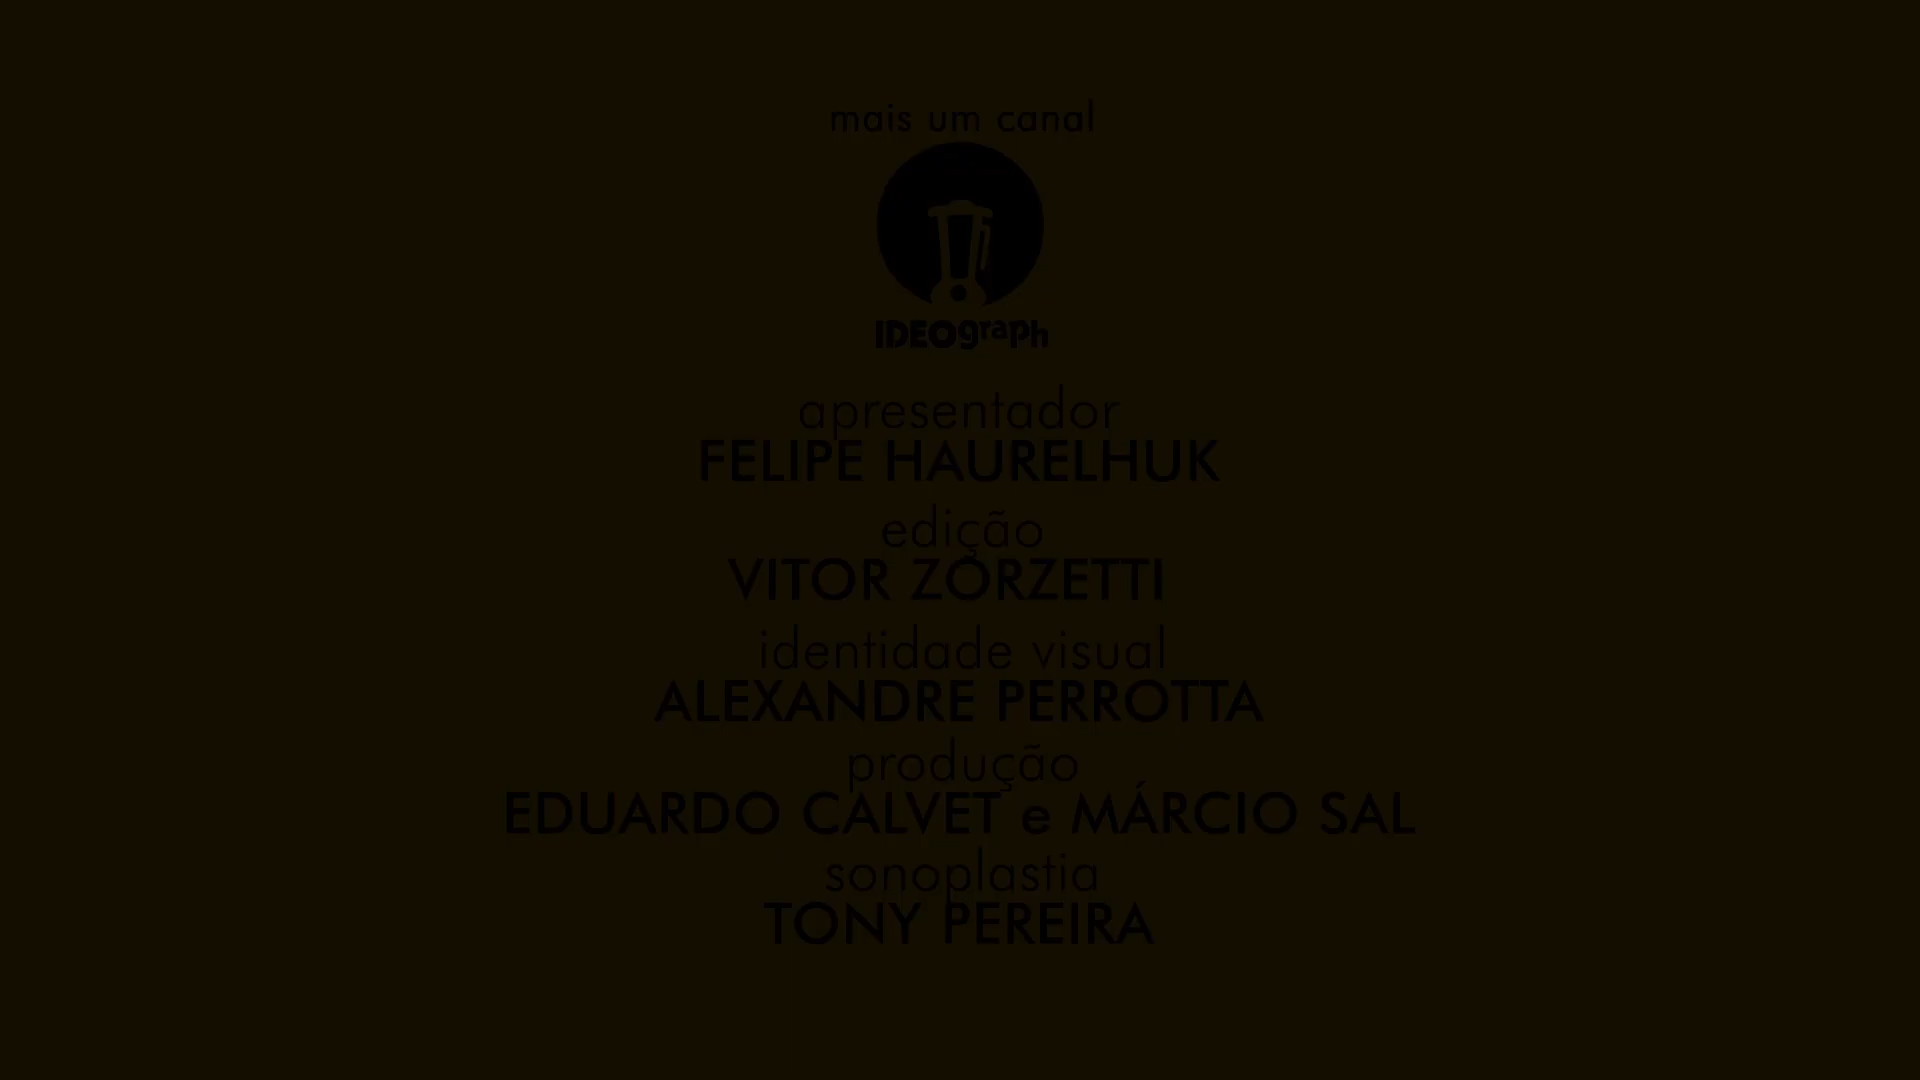 mais um canal
IDEOgraph
apresentador
FELIPE HAURELHUK
edição
VITOR ZORZETTI
identidade visual
ALEXANDRE PERROTTA
produção
EDUARDO CALVET e MÁRCIO SAL
sonoplastia
TONY PEREIRA